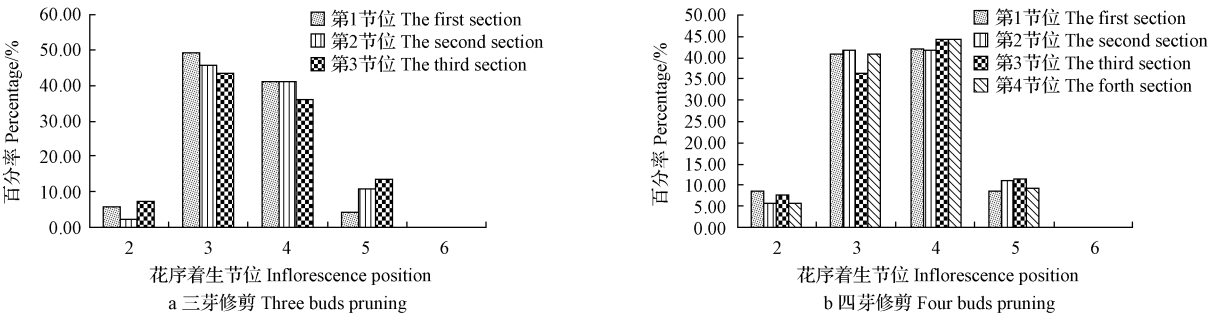 60.00
50.00
40.00
30.00
20.00
10.00
0.00
百分率 Percentage/%
第1节位 The first section
第2节位 The second section
第3节位 The third section
2 3 4 5 6
花序着生节位 Inflorescence position
a 三芽修剪 Three buds pruning
50.00
45.00
40.00
35.00
30.00
25.00
20.00
15.00
10.00
5.00
0.00
百分率 Percentage/%
第1节位 The first section
第2节位 The second section
第3节位 The third section
第4节位 The forth section
2 3 4 5 6
花序着生节位 Inflorescence position
b 四芽修剪 Four buds pruning